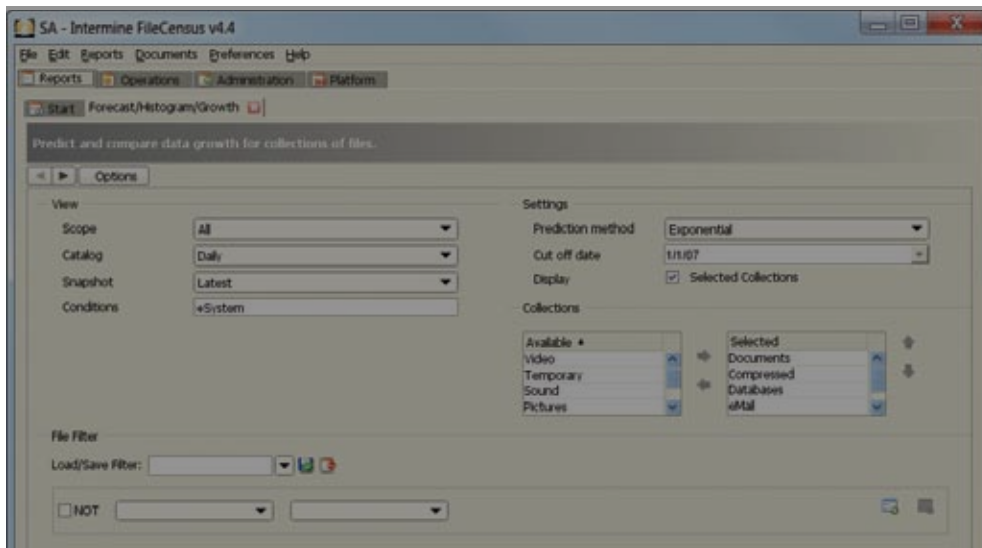 SA - Intermine FileCensus v4.4
File Edit Reports Documents Preferences Help
Reports Operations Administration Platform
Start Forecast/Histogram/Growth
Predict and compare data growth for collections of files.
Options
View
Scope All
Catalog Daily
Snapshot Latest
Conditions +System
Settings
Prediction method Exponential
Cut off date 1/1/07
Display Selected Collections
Collections
Available Selected
Video Documents
Temporary Compressed
Sound Databases
Pictures eMail
File Filter
Load/Save Filter:
NOT